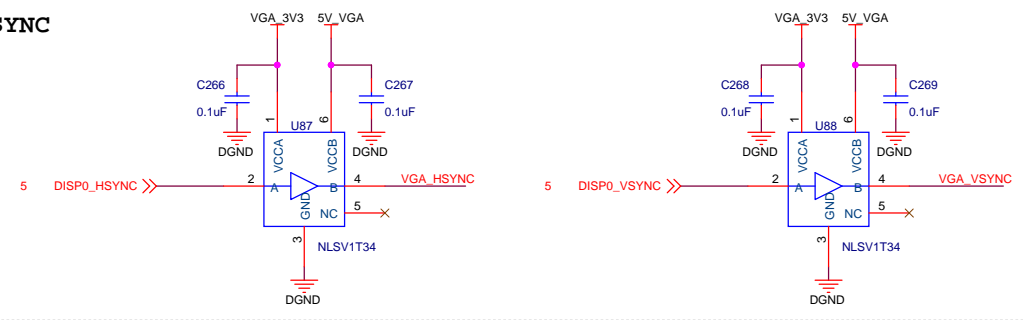 SYNC
VGA_3V3 5V_VGA VGA_3V3 5V_VGA
C266 C267 C268 C269
0.1uF 0.1uF 0.1uF 0.1uF
1 6 1 6
U87 U88
DGND VCCA VCCB DGND DGND VCCA VCCB DGND
5 DISP0_HSYNC 2 A B 4 VGA_HSYNC 5 DISP0_VSYNC 2 A B 4 VGA_VSYNC
GND NC 5 GND NC 5
3 NLSV1T34 3 NLSV1T34
DGND DGND